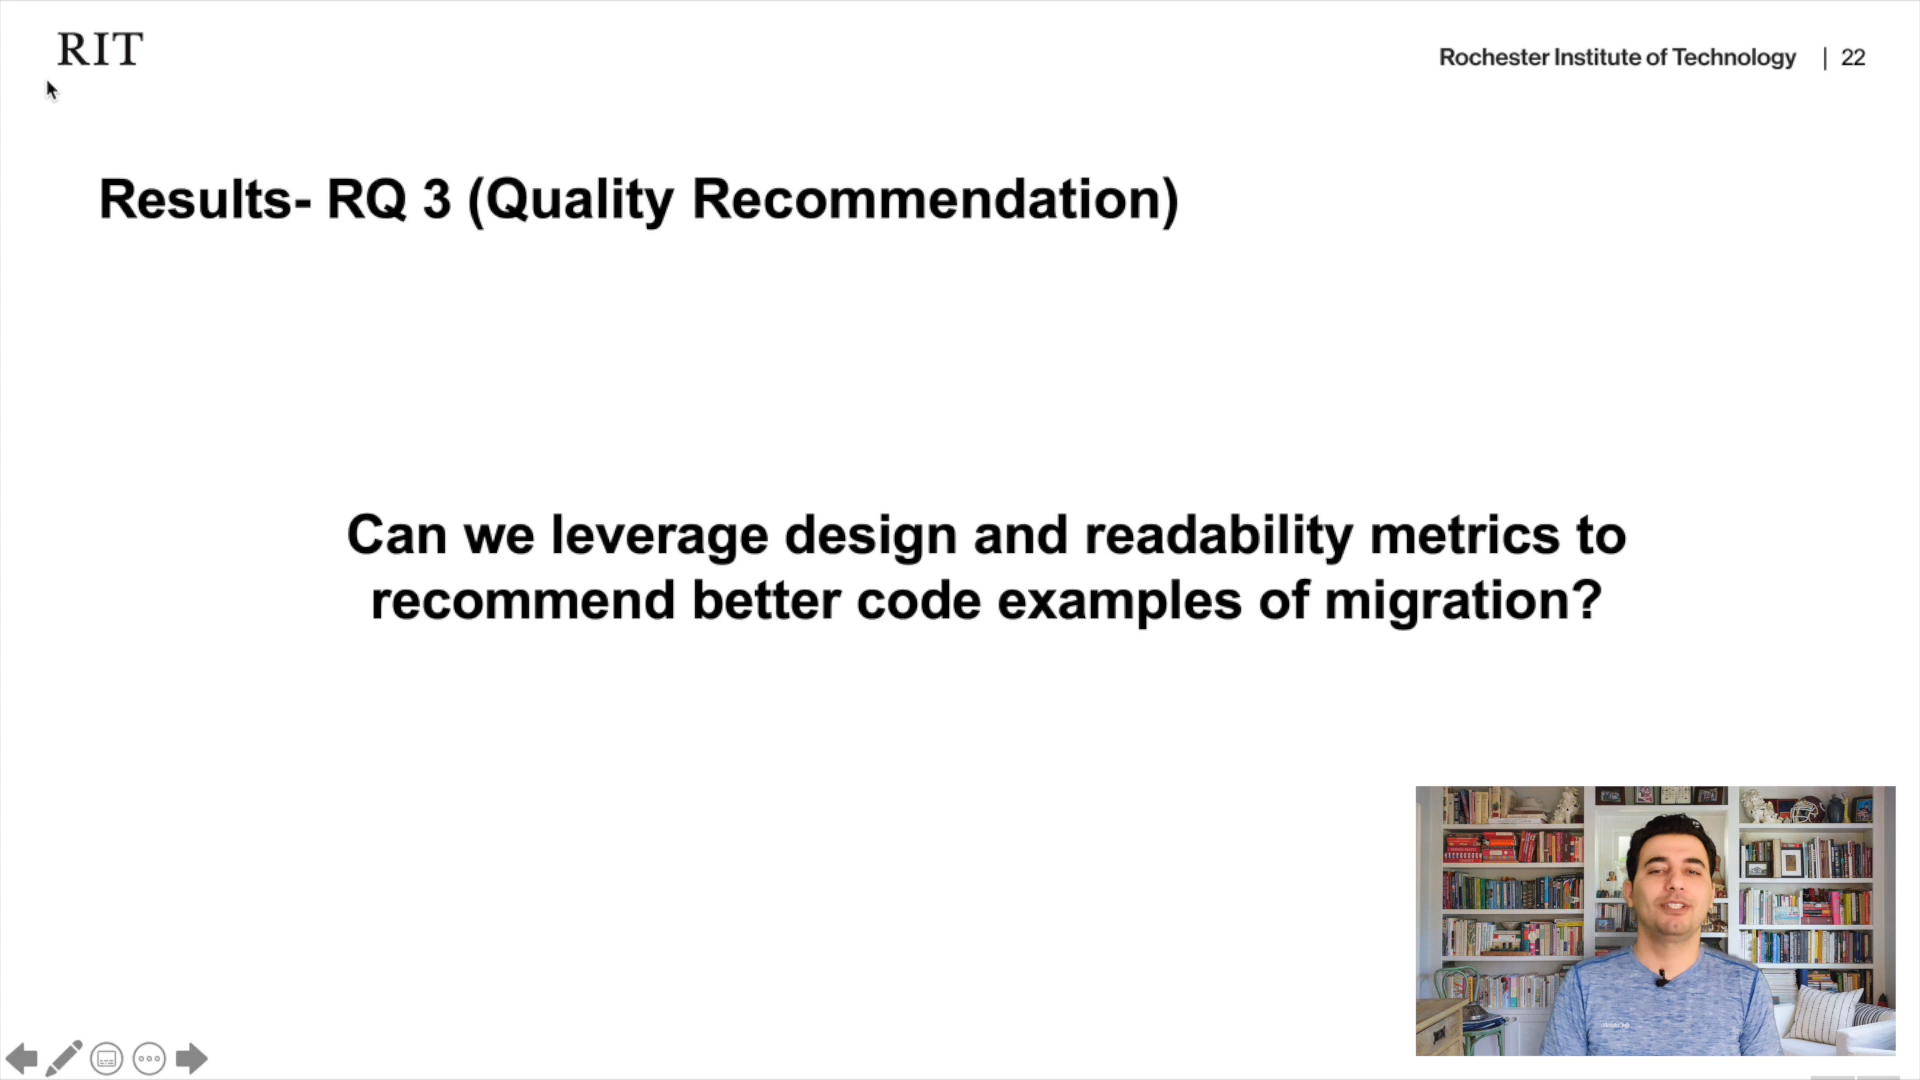 RIT
Rochester Institute of Technology | 22
Results- RQ 3 (Quality Recommendation)
Can we leverage design and readability metrics to
recommend better code examples of migration?